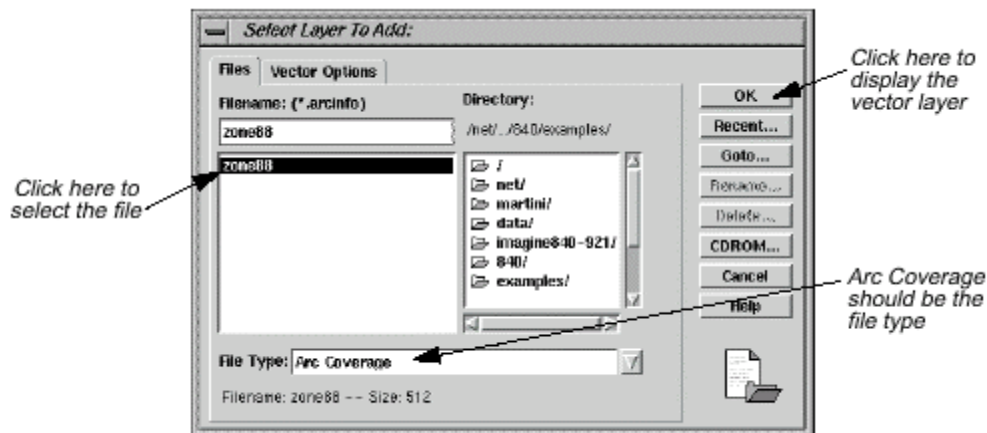 Select Layer To Add:
Files Vector Options
Filename: (*.arcinfo)
zone88
zone88
Directory:
/net/../840/examples/
/
net/
martini/
data/
imagine840-921/
840/
examples/
File Type: Arc Coverage
Filename: zone88 -- Size: 512
OK
Recent...
Goto...
Rename...
Delete...
CDROM...
Cancel
Help
Click here to
select the file
Click here to
display the
vector layer
Arc Coverage
should be the
file type